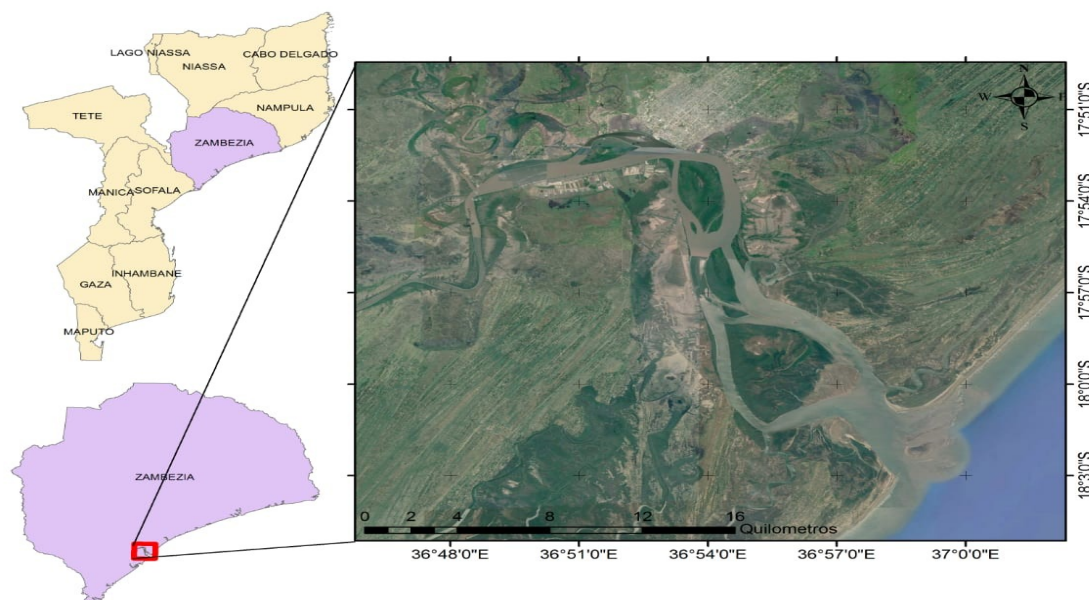 LAGO NIASSA
NIASSA
CABO DELGADO
TETE
NAMPULA
ZAMBEZIA
MANICA
SOFALA
GAZA
INHAMBANE
MAPUTO
ZAMBEZIA
N
W
E
S
17°51'0"S
17°54'0"S
17°57'0"S
18°0'0"S
18°3'0"S
0 2 4 8 12 16
Quilometros
36°48'0"E 36°51'0"E 36°54'0"E 36°57'0"E 37°0'0"E